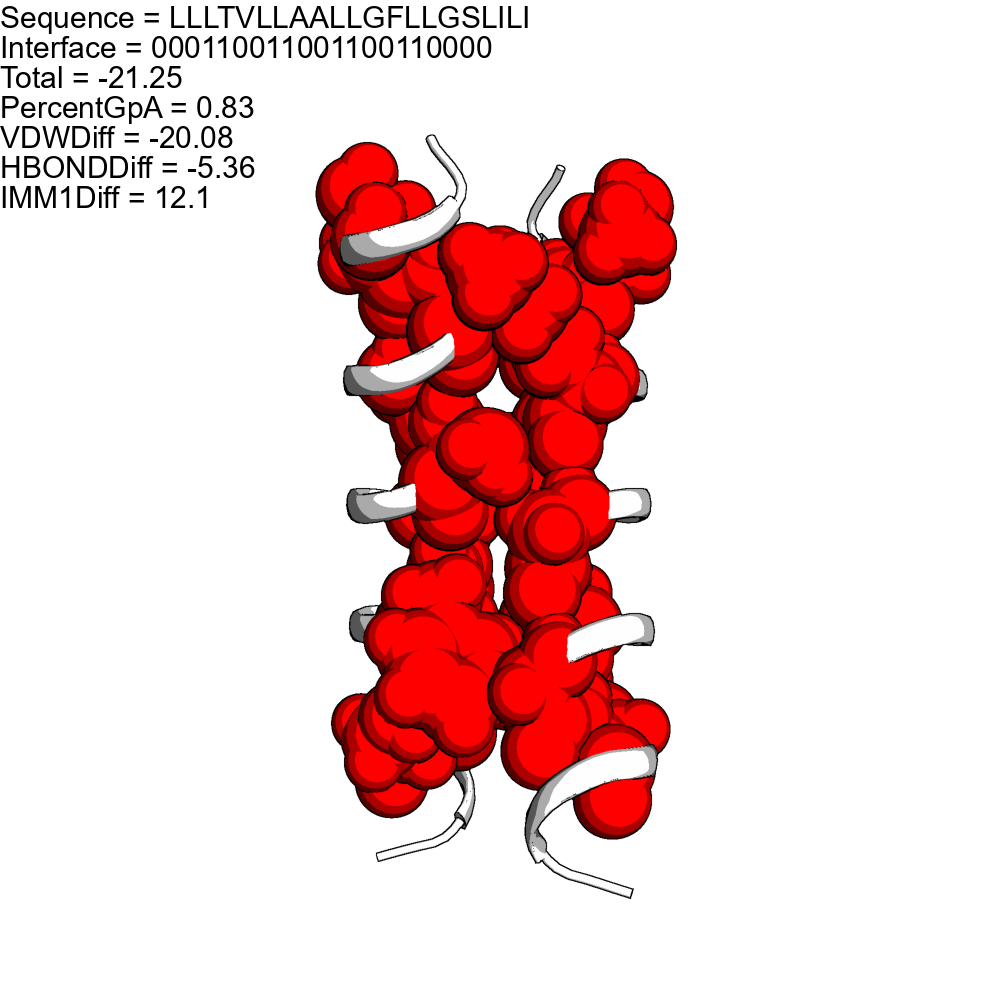 Sequence = LLLTVLLAALLGFLLGSLILI
Interface = 000110011001100110000
Total = -21.25
PercentGpA = 0.83
VDWDiff = -20.08
HBONDDiff = -5.36
IMM1Diff = 12.1